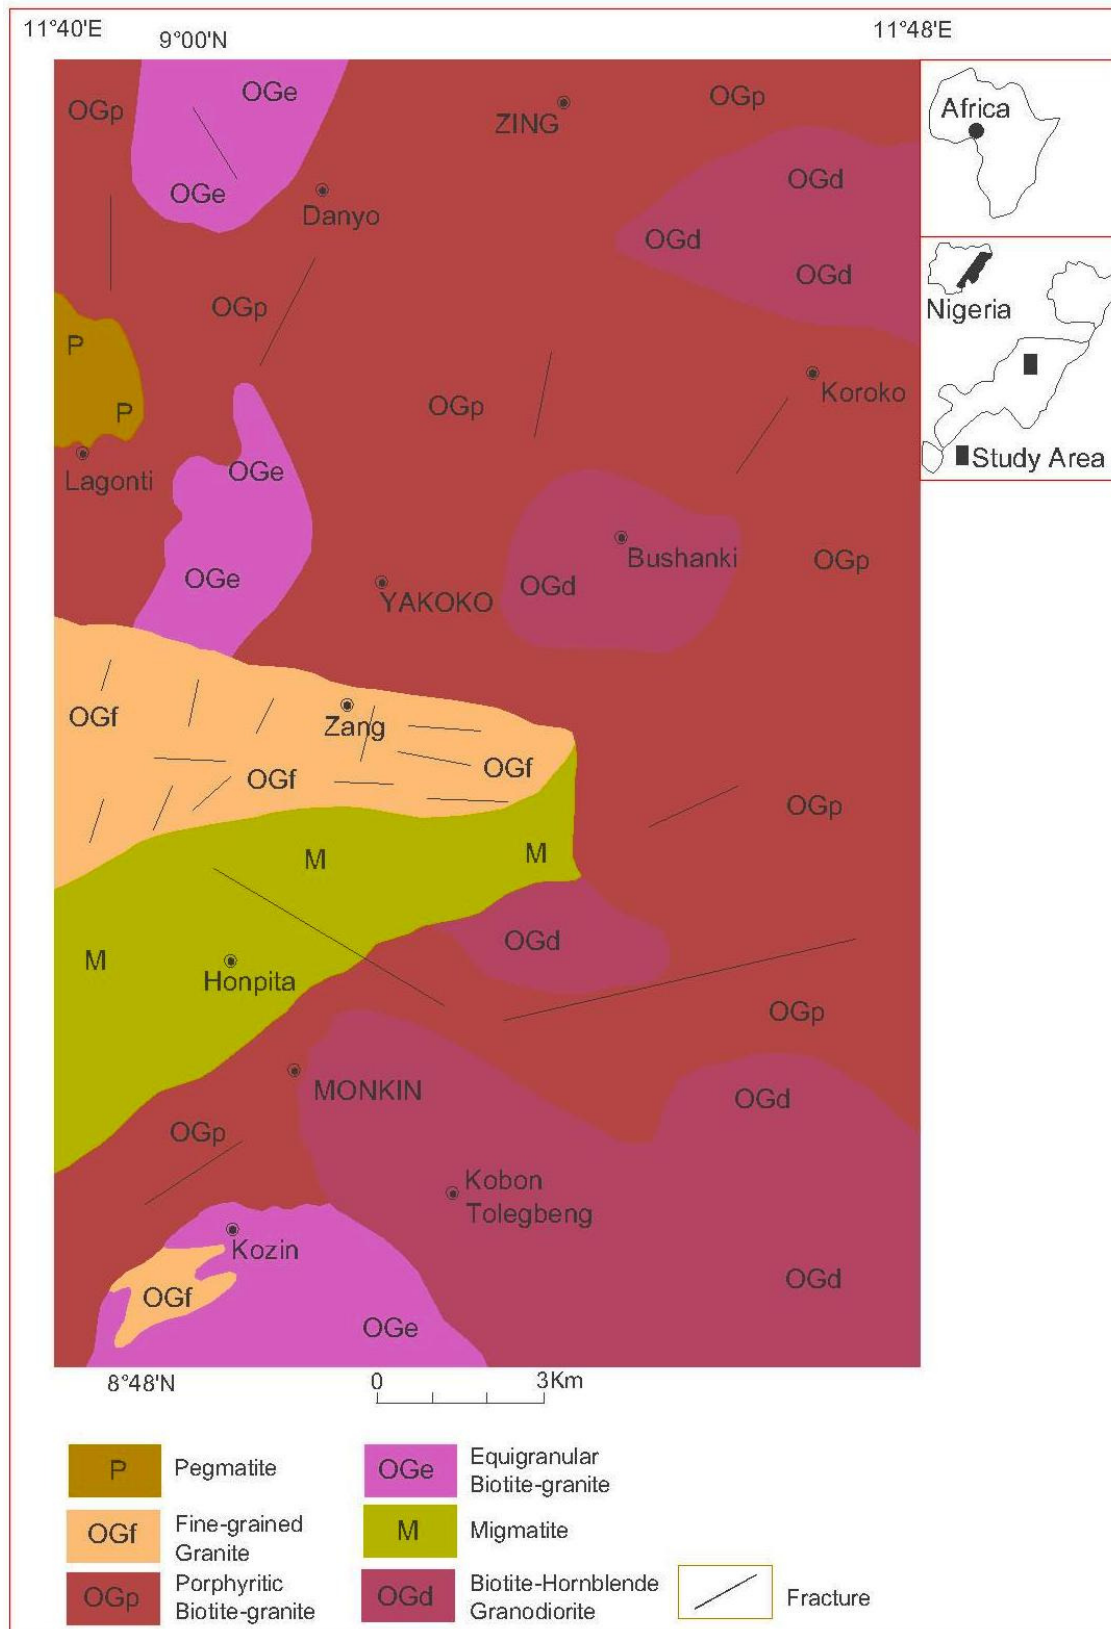 11°40'E
9°00'N
11°48'E
OGp
OGe
ZING
OGp
Africa
OGe
Danyo
OGd
OGd
OGd
Nigeria
OGp
P
P
OGp
Koroko
Lagonti
OGe
Study Area
OGe
OGd
Bushanki
OGp
YAKOKO
OGf
Zang
OGf
OGf
OGp
M
M
M
Honpita
OGd
OGp
MONKIN
OGd
OGp
Kobon
Tolegbeng
Kozin
OGf
OGe
OGd
8°48'N
0
3Km
P
Pegmatite
OGe
Equigranular
Biotite-granite
OGf
Fine-grained
Granite
M
Migmatite
OGp
Porphyritic
Biotite-granite
OGd
Biotite-Hornblende
Granodiorite
Fracture